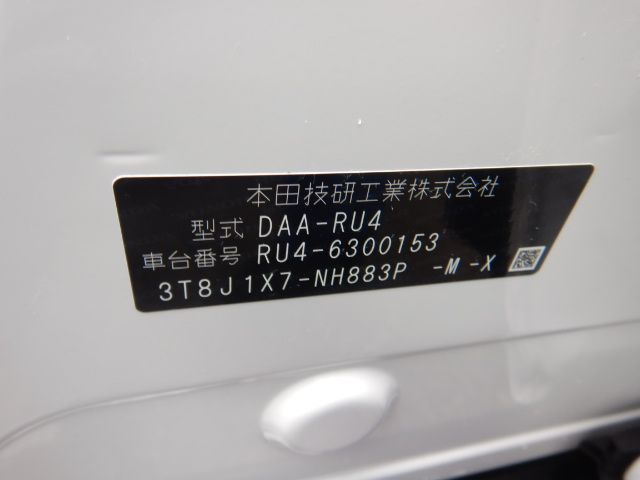 本田技研工業株式会社
型式 DAA-RU4
車台番号 RU4-6300153
3T8J1X7-NH883P -M -X